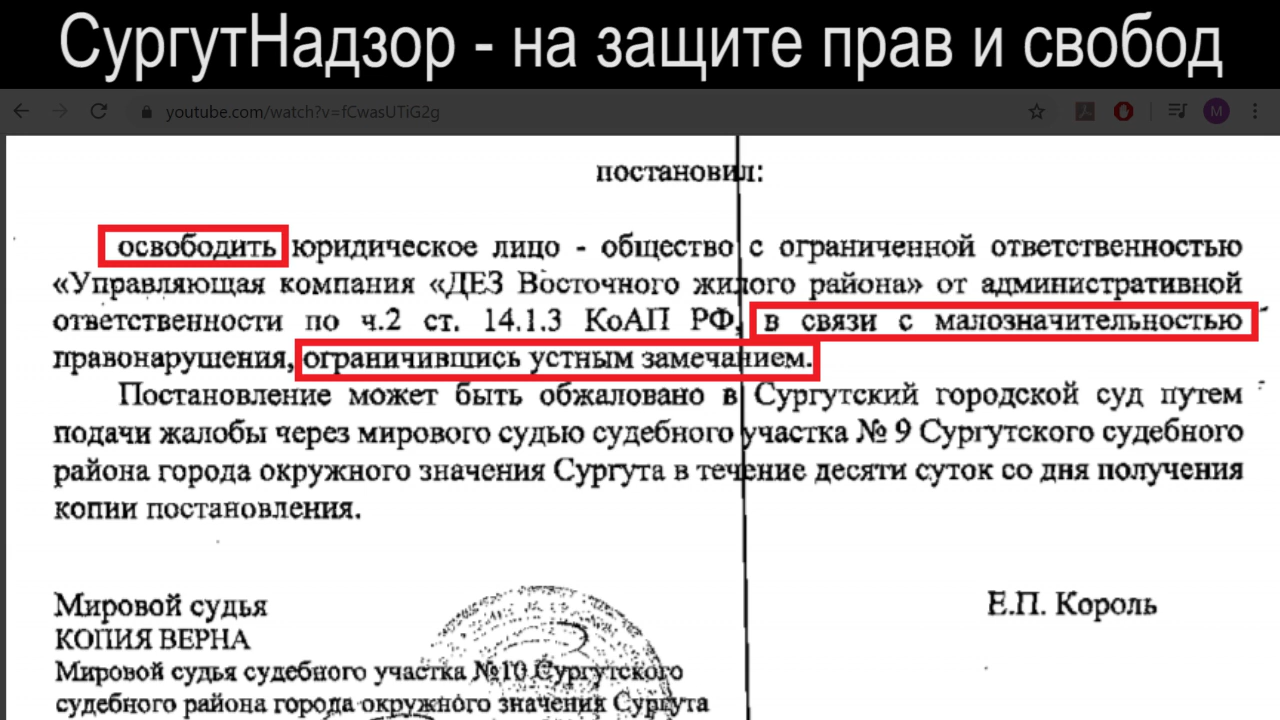 СургутНадзор - на защите прав и свобод
youtube.com/watch?v=fCwasUTiG2g
M
постановил:
освободить юридическое лицо - общество с ограниченной ответственностью
«Управляющая компания «ДЕЗ Восточного жилого района» от административной
ответственности по ч.2 ст. 14.1.3 КоАП РФ, в связи с малозначительностью
правонарушения, ограничившись устным замечанием.
Постановление может быть обжаловано в Сургутский городской суд путем
подачи жалобы через мирового судью судебного участка № 9 Сургутского судебного
района города окружного значения Сургута в течение десяти суток со дня получения
копии постановления.
Мировой судья
Е.П. Король
КОПИЯ ВЕРНА
Мировой судья судебного участка №10 Сургутского
судебного района города окружного значения Сургута